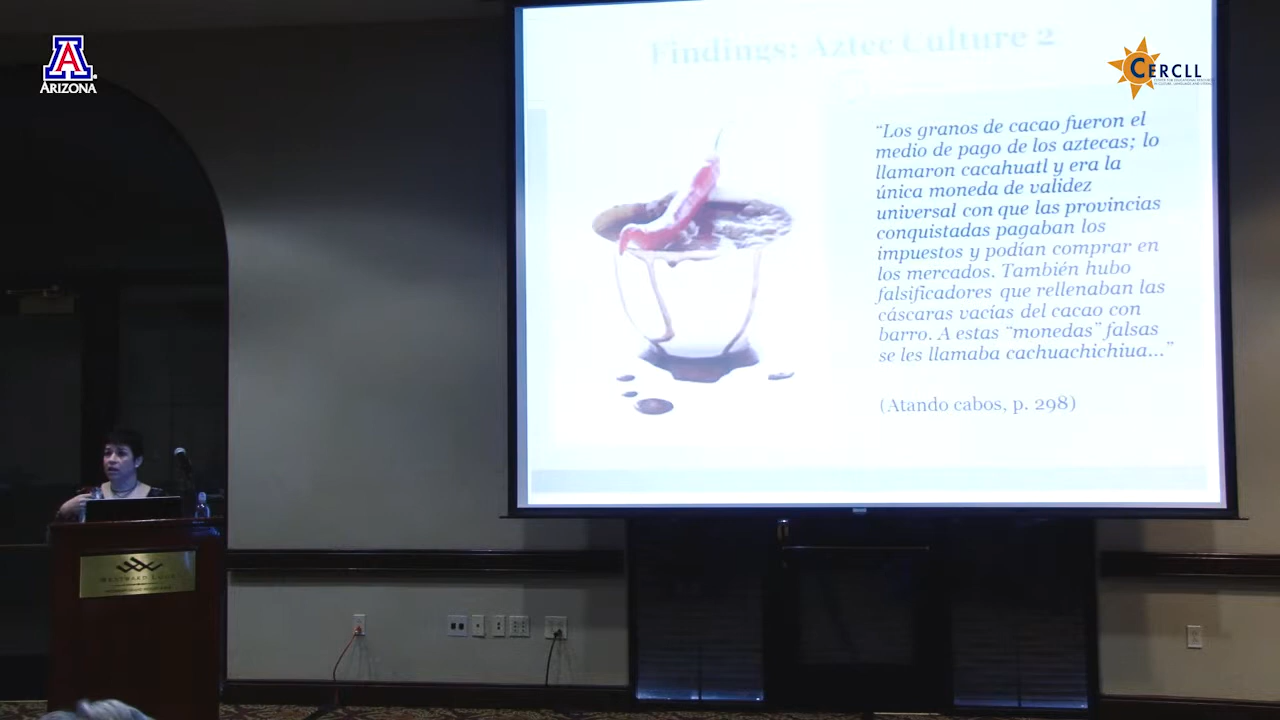 ARIZONA
CERCLL
Findings: Aztec Culture 2
“Los granos de cacao fueron el
medio de pago de los aztecas; lo
llamaron cacahuatl y era la
única moneda de validez
universal con que las provincias
conquistadas pagaban los
impuestos y podían comprar en
los mercados. También hubo
falsificadores que rellenaban las
cáscaras vacías del cacao con
barro. A estas “monedas” falsas
se les llamaba cachuachichiua...”
(Atando cabos, p. 298)
WESTWARD LOOK